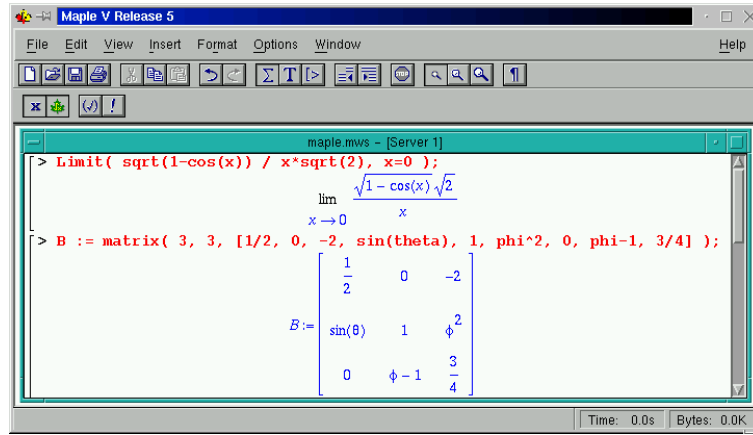 Maple V Release 5
File Edit View Insert Format Options Window Help
Σ T [> STOP ¶
x (√) !
maple.mws - [Server 1]
[> Limit( sqrt(1-cos(x)) / x*sqrt(2), x=0 );
lim √(1 - cos(x)) √2 / x
x → 0
[> B := matrix( 3, 3, [1/2, 0, -2, sin(theta), 1, phi^2, 0, phi-1, 3/4] );
1/2 0 -2
B := sin(θ) 1 ϕ²
0 ϕ - 1 3/4
Time: 0.0s Bytes: 0.0K